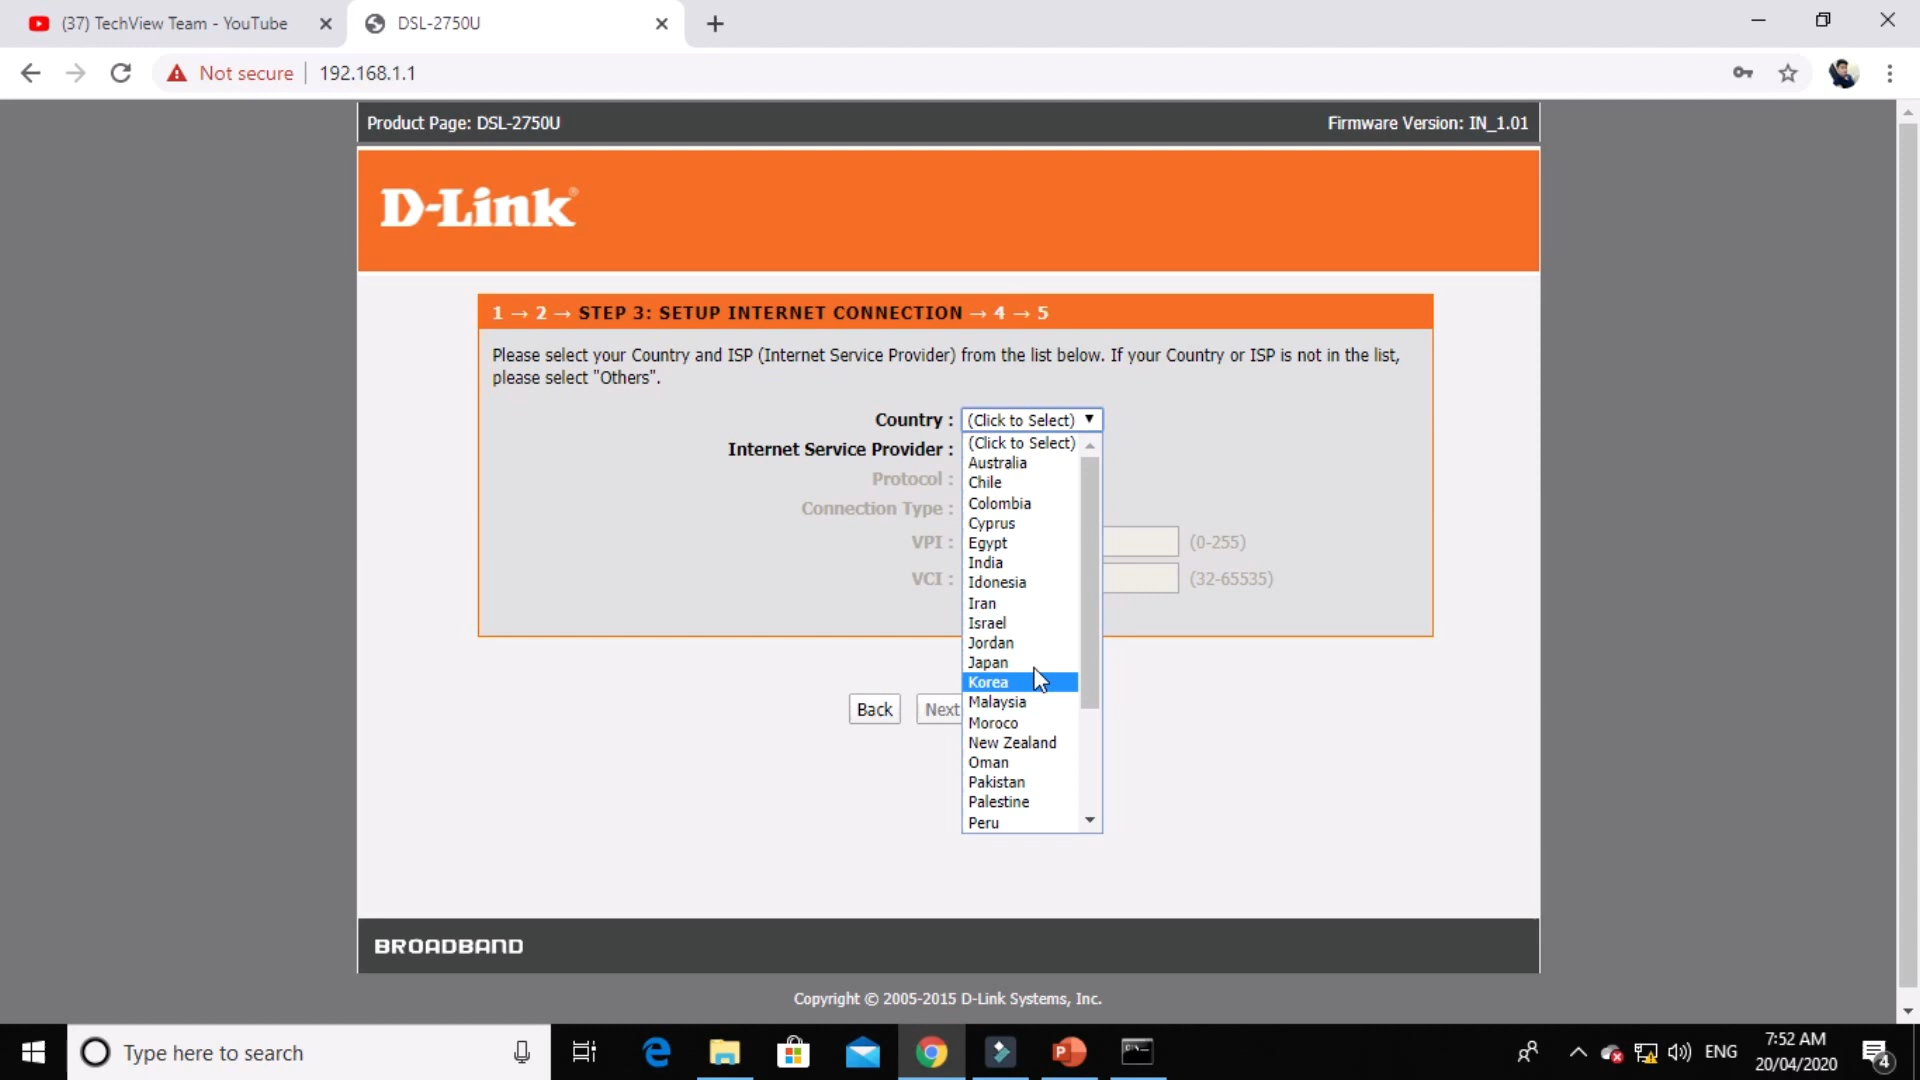 (37) TechView Team - YouTube
DSL-2750U
Not secure
192.168.1.1
Product Page: DSL-2750U
Firmware Version: IN_1.01
D-Link®
1 → 2 → STEP 3: SETUP INTERNET CONNECTION → 4 → 5
Please select your Country and ISP (Internet Service Provider) from the list below. If your Country or ISP is not in the list,
please select "Others".
Country : (Click to Select)
(Click to Select)
Internet Service Provider :
Australia
Protocol :
Chile
Connection Type :
Colombia
Cyprus
VPI :
Egypt
(0-255)
India
VCI :
Idonesia
(32-65535)
Iran
Israel
Jordan
Japan
Korea
Malaysia
Back
Next
Moroco
New Zealand
Oman
Pakistan
Palestine
Peru
BROADBAND
Copyright © 2005-2015 D-Link Systems, Inc.
Type here to search
ENG
7:52 AM
20/04/2020
4